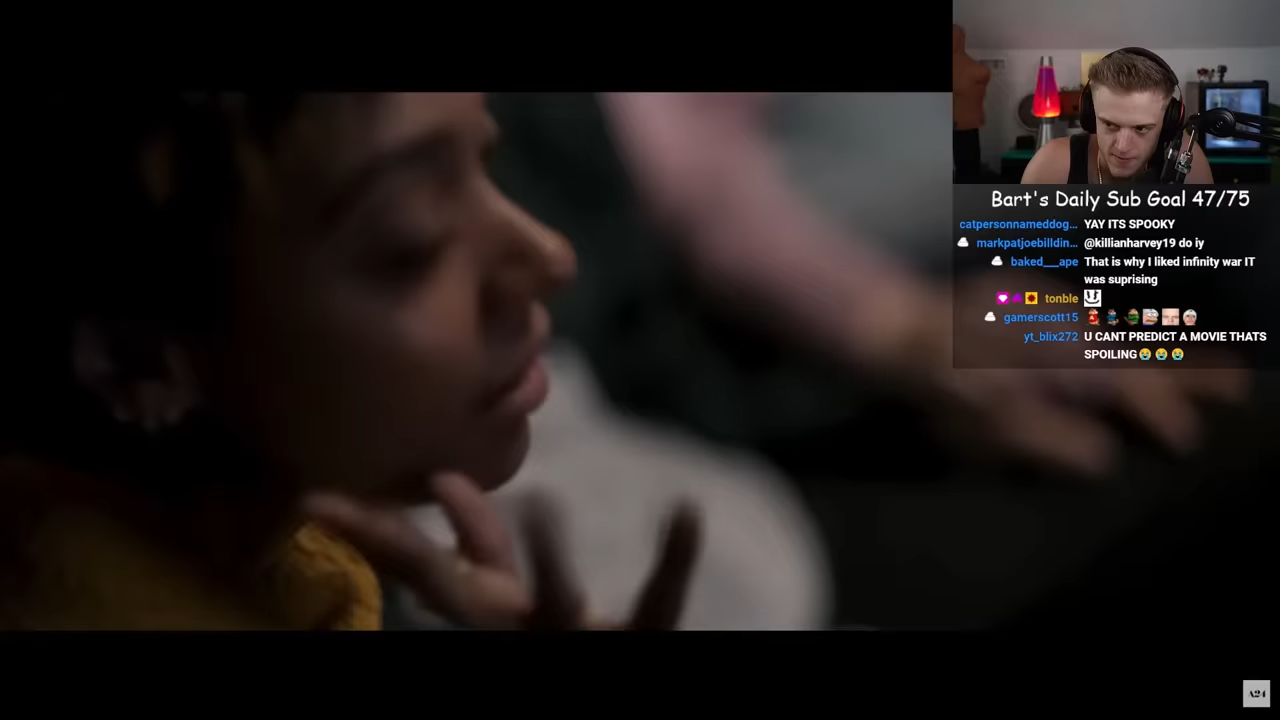 Bart's Daily Sub Goal 47/75
catpersonnameddog... YAY ITS SPOOKY
markpatjoebilldin... @killianharvey19 do iy
baked___ape That is why I liked infinity war IT
was suprising
tonble
gamerscott15
yt_blix272 U CANT PREDICT A MOVIE THATS
SPOILING😭😭😭
A24